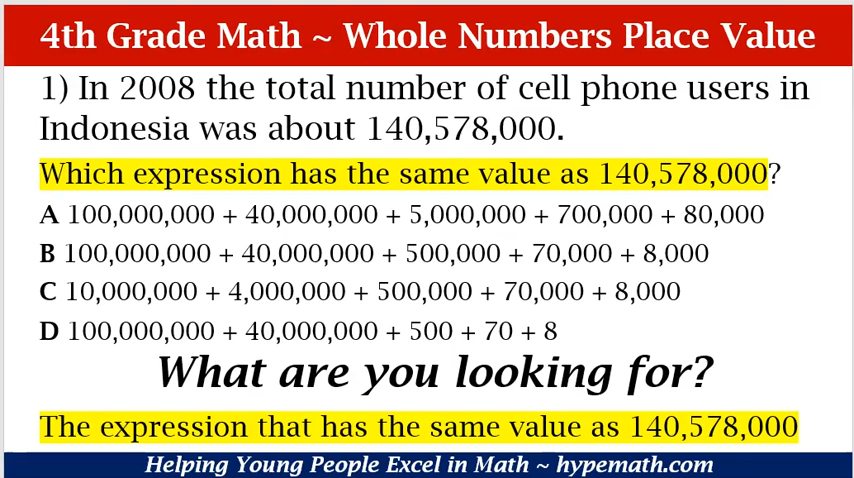 4th Grade Math ~ Whole Numbers Place Value
1) In 2008 the total number of cell phone users in
Indonesia was about 140,578,000.
Which expression has the same value as 140,578,000?
A 100,000,000 + 40,000,000 + 5,000,000 + 700,000 + 80,000
B 100,000,000 + 40,000,000 + 500,000 + 70,000 + 8,000
C 10,000,000 + 4,000,000 + 500,000 + 70,000 + 8,000
D 100,000,000 + 40,000,000 + 500 + 70 + 8
What are you looking for?
The expression that has the same value as 140,578,000
Helping Young People Excel in Math ~ hypemath.com